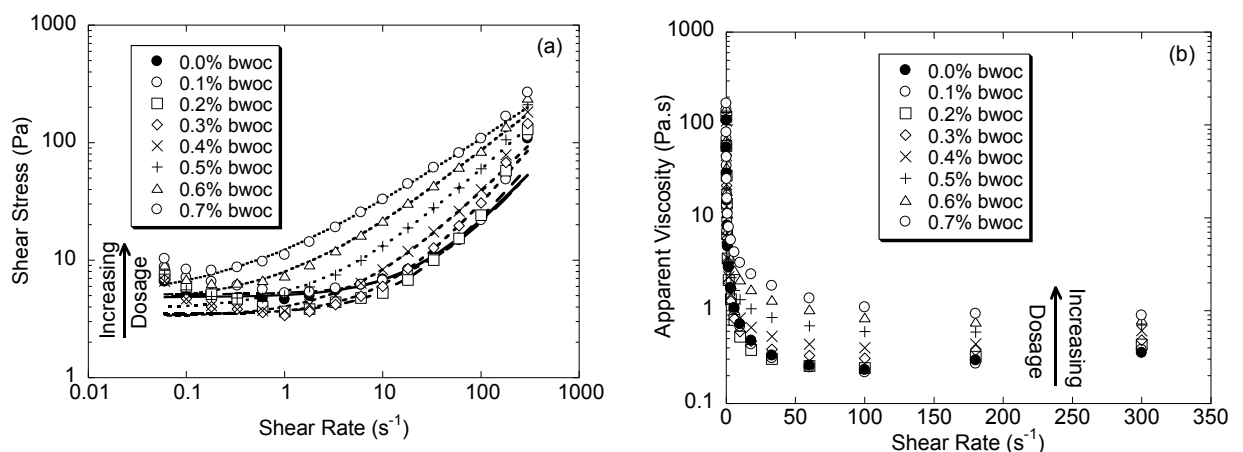 1000
100
10
1
0.01
0.1
1
10
100
1000
Shear Stress (Pa)
Shear Rate (s-1)
(a)
0.0% bwoc
0.1% bwoc
0.2% bwoc
0.3% bwoc
0.4% bwoc
0.5% bwoc
0.6% bwoc
0.7% bwoc
Increasing
Dosage
1000
100
10
1
0.1
0
50
100
150
200
250
300
350
Apparent Viscosity (Pa.s)
Shear Rate (s-1)
(b)
0.0% bwoc
0.1% bwoc
0.2% bwoc
0.3% bwoc
0.4% bwoc
0.5% bwoc
0.6% bwoc
0.7% bwoc
Increasing
Dosage